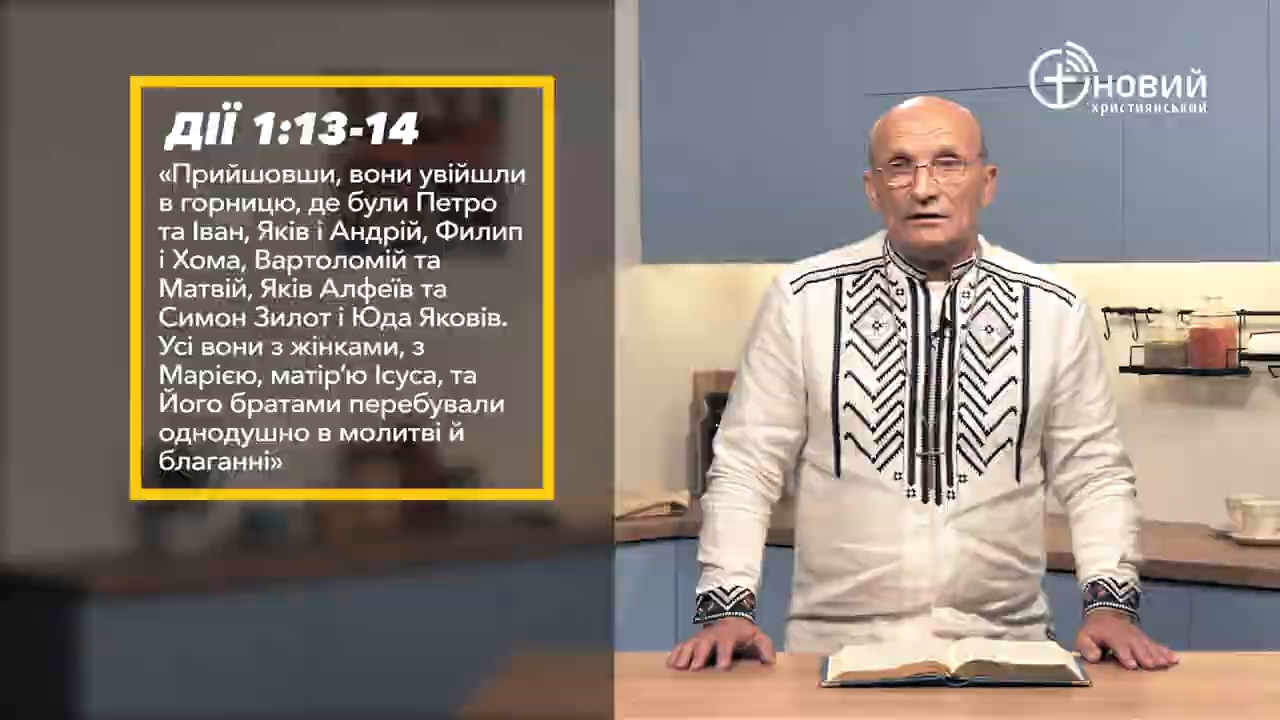 ДІЇ 1:13-14
«Прийшовши, вони увійшли
в горницю, де були Петро
та Іван, Яків і Андрій, Филип
і Хома, Вартоломій та
Матвій, Яків Алфеїв та
Симон Зилот і Юда Яковів.
Усі вони з жінками, з
Марією, матір’ю Ісуса, та
Його братами перебували
однодушно в молитві й
благанні»
НОВИЙ
християнський